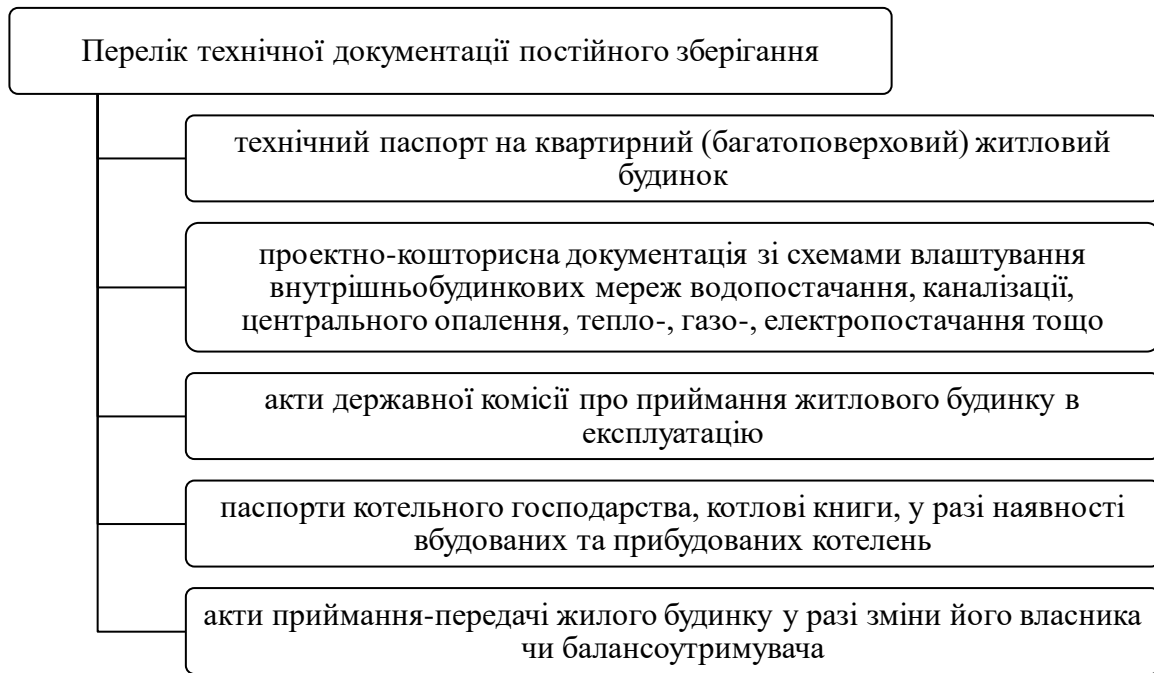 Перелік технічної документації постійного зберігання
технічний паспорт на квартирний (багатоповерховий) житловий
будинок
проектно-кошторисна документація зі схемами влаштування
внутрішньобудинкових мереж водопостачання, каналізації,
центрального опалення, тепло-, газо-, електропостачання тощо
акти державної комісії про приймання житлового будинку в
експлуатацію
паспорти котельного господарства, котлові книги, у разі наявності
вбудованих та прибудованих котелень
акти приймання-передачі жилого будинку у разі зміни його власника
чи балансоутримувача